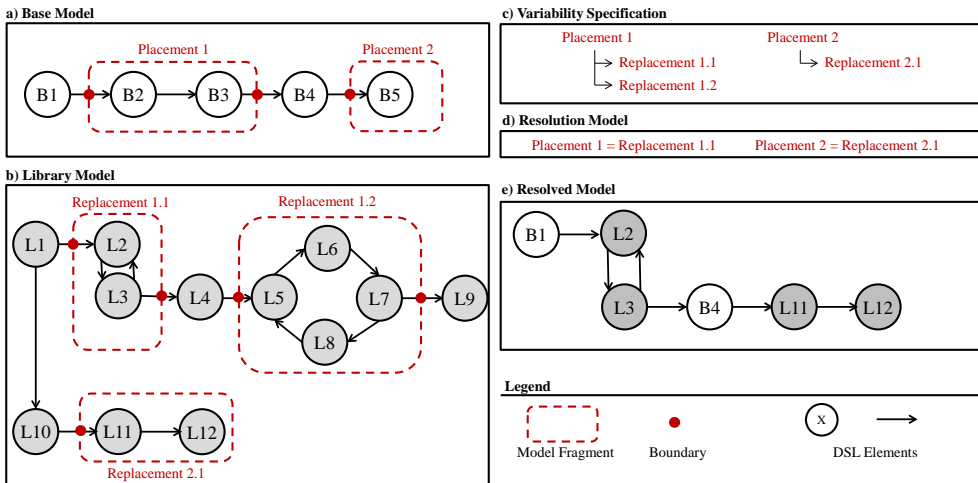 a) Base Model
Placement 1
Placement 2
B1
B2
B3
B4
B5
b) Library Model
Replacement 1.1
Replacement 1.2
L1
L2
L3
L4
L5
L6
L7
L8
L9
L10
L11
L12
Replacement 2.1
c) Variability Specification
Placement 1
Replacement 1.1
Replacement 1.2
Placement 2
Replacement 2.1
d) Resolution Model
Placement 1 = Replacement 1.1
Placement 2 = Replacement 2.1
e) Resolved Model
B1
L2
L3
B4
L11
L12
Legend
X
Model Fragment
Boundary
DSL Elements